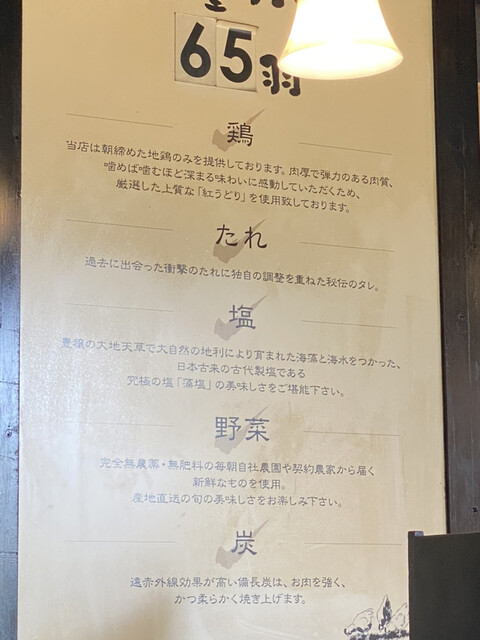 65羽
鶏
当店は朝締めた地鶏のみを提供しております。肉厚で弾力のある肉質、
噛めば噛むほど深まる味わいに感動していただくため、
厳選した上質な「紅うどり」を使用致しております。
たれ
過去に出会った衝撃のたれに独自の調整を重ねた秘伝のタレ。
塩
豊穣の大地天草で大自然の地利により育まれた海藻と海水をつかった、
日本古来の古代製塩である
究極の塩「藻塩」の美味しさをご堪能下さい。
野菜
完全無農薬・無肥料の毎朝自社農園や契約農家から届く
新鮮なものを使用。
産地直送の旬の美味しさをお楽しみ下さい。
炭
遠赤外線効果が高い備長炭は、お肉を強く、
かつ柔らかく焼き上げます。